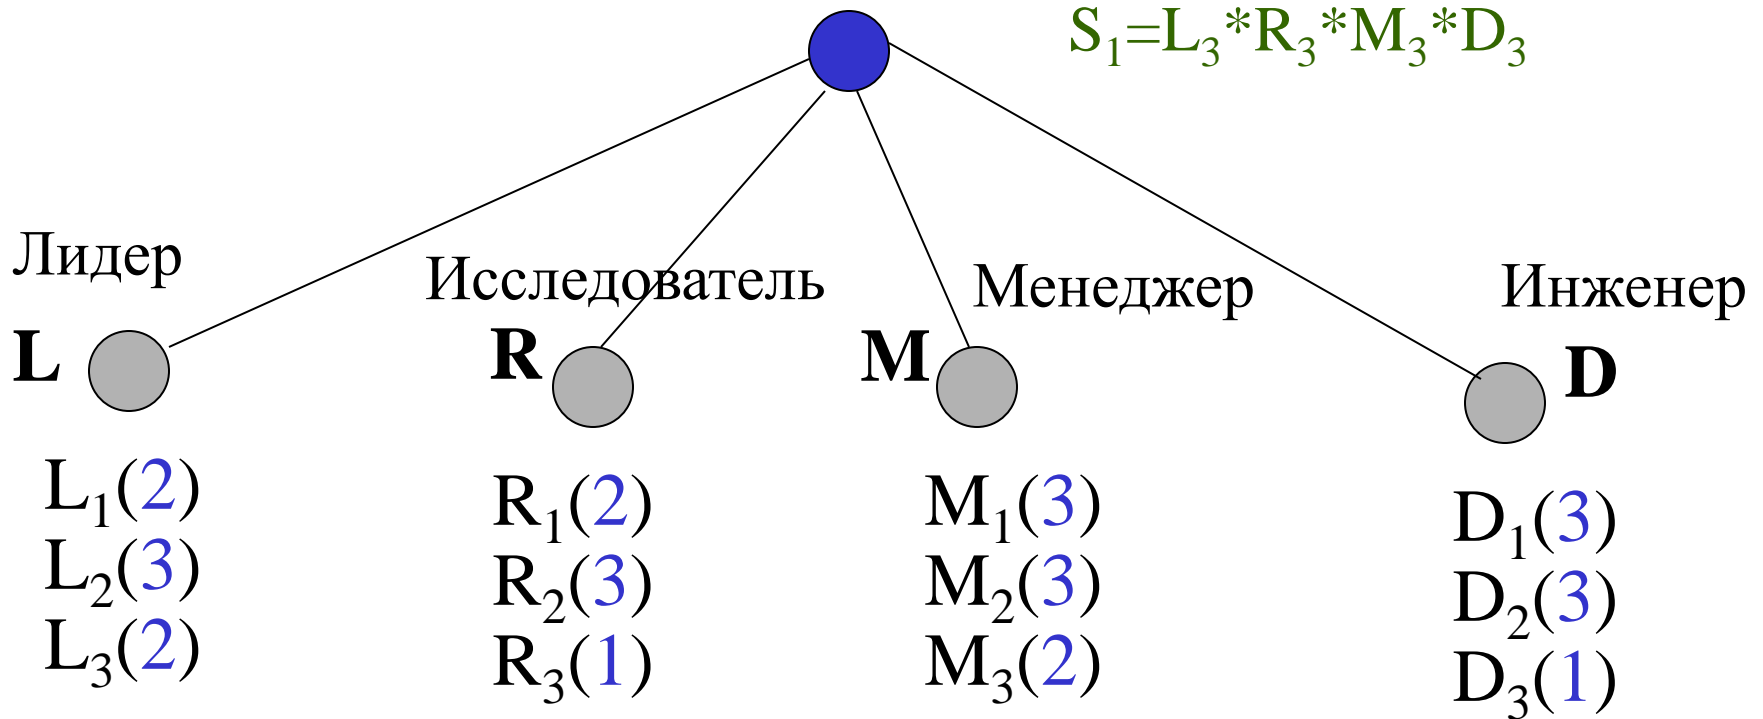 S₁=L₃*R₃*M₃*D₃
Лидер
Исследователь
Менеджер
Инженер
L
R
M
D
L₁(2)
L₂(3)
L₃(2)
R₁(2)
R₂(3)
R₃(1)
M₁(3)
M₂(3)
M₃(2)
D₁(3)
D₂(3)
D₃(1)